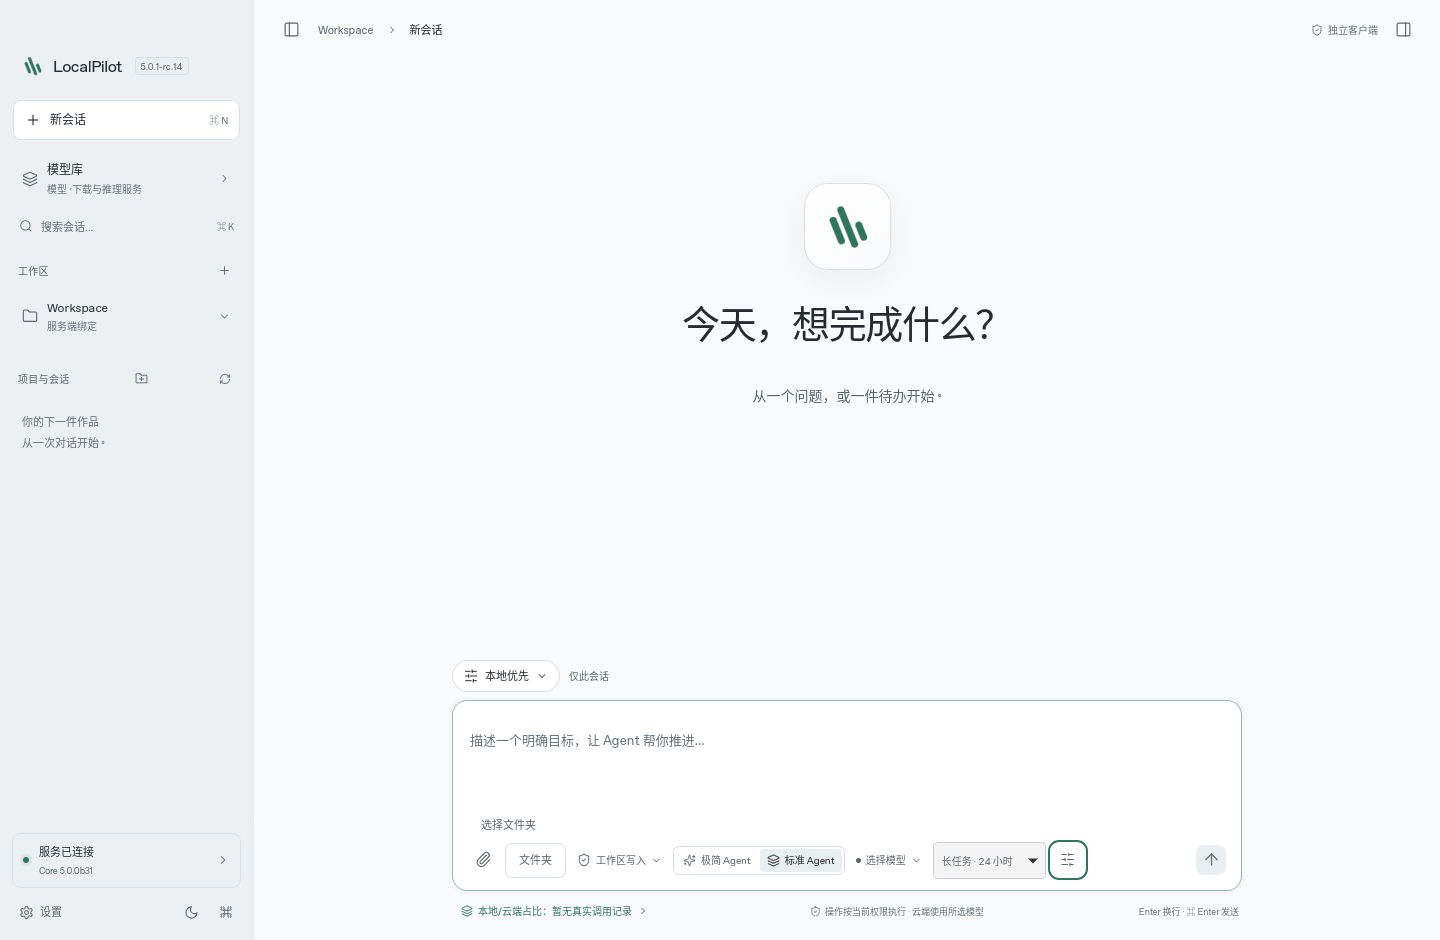 LocalPilot 5.0.1-rc.14
新会话 ⌘N
模型库
模型 · 下载与推理服务
搜索会话... ⌘K
工作区
Workspace
服务端绑定
项目与会话
你的下一件作品
从一次对话开始。
服务已连接
Core 5.0.0b31
设置 ⌘
Workspace 新会话
独立客户端
今天，想完成什么？
从一个问题，或一件待办开始。
本地优先 仅此会话
描述一个明确目标，让 Agent 帮你推进...
选择文件夹
文件夹 工作区写入 极简 Agent 标准 Agent 选择模型 长任务 · 24 小时
本地/云端占比：暂无真实调用记录
操作按当前权限执行 · 云端使用所选模型
Enter 换行 · ⌘ Enter 发送